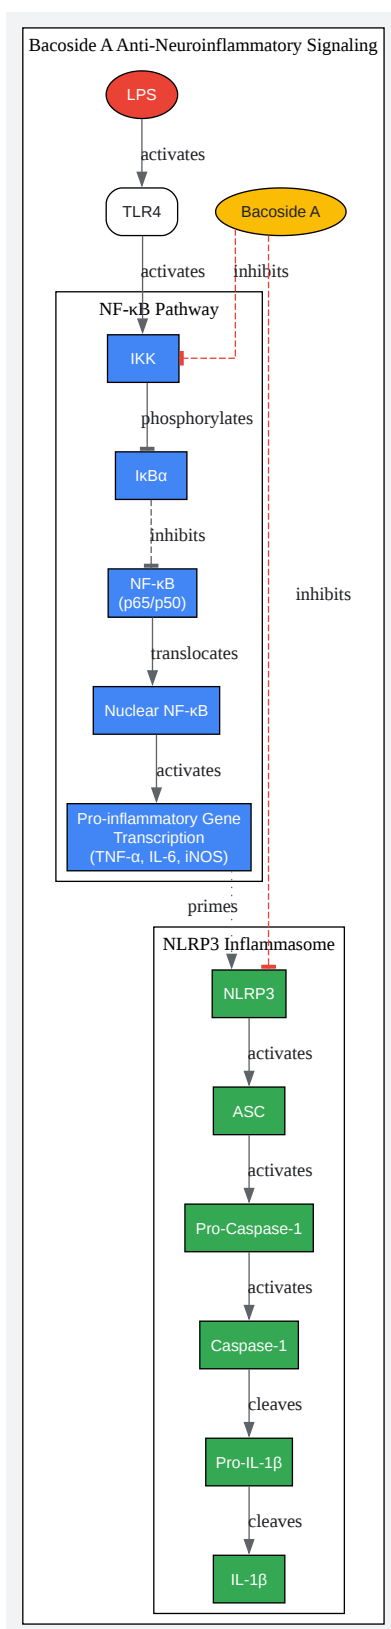 Bacoside A Anti-Neuroinflammatory Signaling
LPS
activates
TLR4
Bacoside A
activates
inhibits
NF-κB Pathway
IKK
phosphorylates
IκBα
inhibits
NF-κB
(p65/p50)
inhibits
translocates
Nuclear NF-κB
activates
Pro-inflammatory Gene
Transcription
(TNF-α, IL-6, iNOS)
primes
NLRP3 Inflammasome
NLRP3
activates
ASC
activates
Pro-Caspase-1
activates
Caspase-1
cleaves
Pro-IL-1β
cleaves
IL-1β